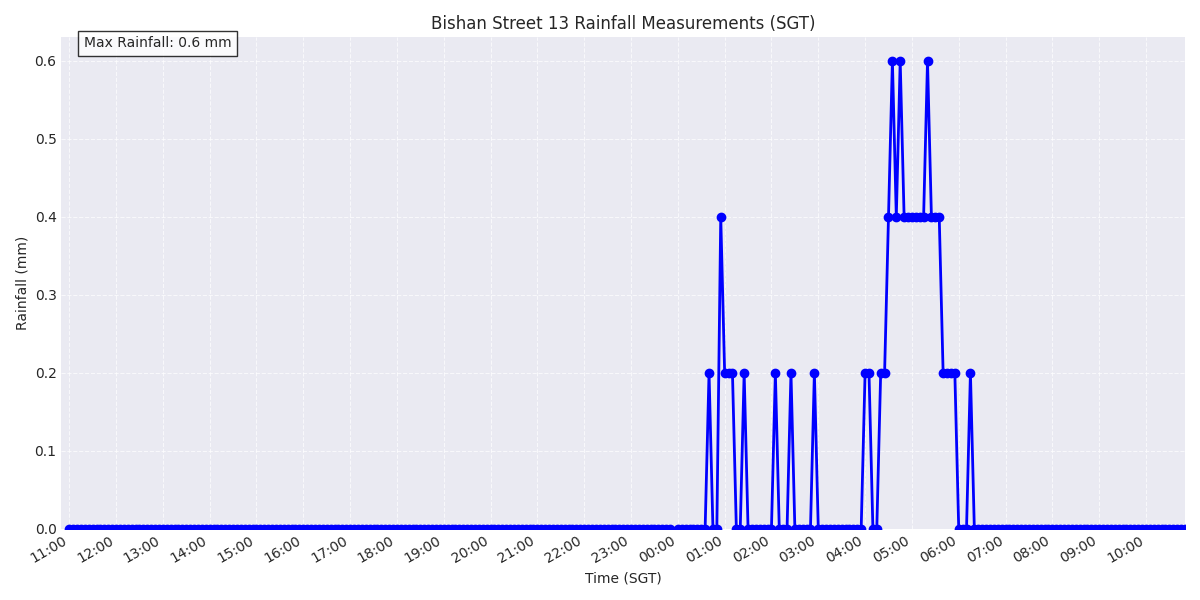 Bishan Street 13 Rainfall Measurements (SGT)
Max Rainfall: 0.6 mm
Rainfall (mm)
0.6
0.5
0.4
0.3
0.2
0.1
0.0
11:00 12:00 13:00 14:00 15:00 16:00 17:00 18:00 19:00 20:00 21:00 22:00 23:00 00:00 01:00 02:00 03:00 04:00 05:00 06:00 07:00 08:00 09:00 10:00
Time (SGT)